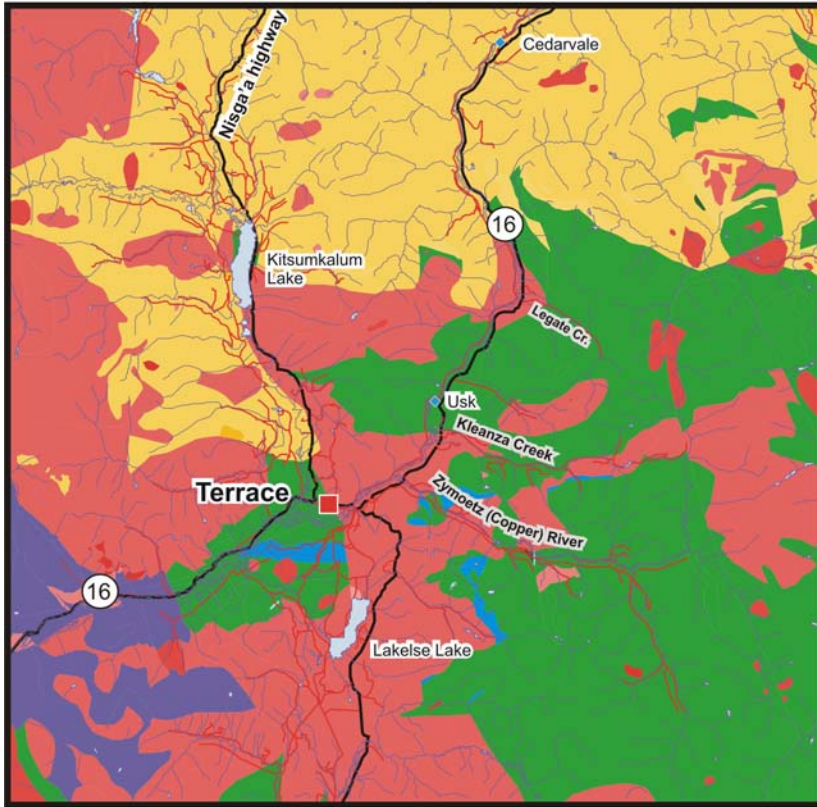 Cedarvale
Nisga'a highway
16
Kitsumkalum
Lake
Legate Cr.
Usk
Kleanza Creek
Terrace
Zymoetz (Copper) River
16
Lakelse Lake